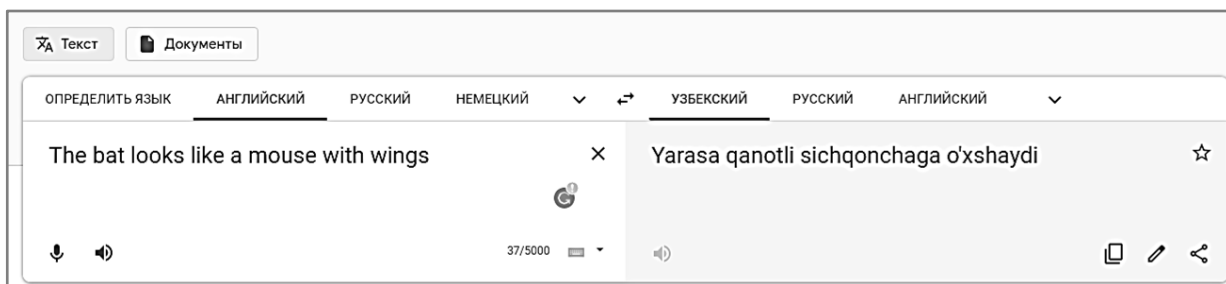 Текст Документы
ОПРЕДЕЛИТЬ ЯЗЫК АНГЛИЙСКИЙ РУССКИЙ НЕМЕЦКИЙ УЗБЕКСКИЙ РУССКИЙ АНГЛИЙСКИЙ
The bat looks like a mouse with wings
Yarasa qanotli sichqonchaga o'xshaydi
37/5000